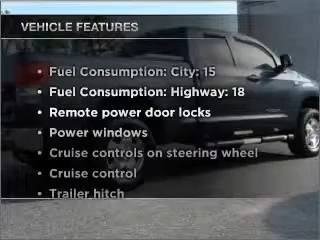 VEHICLE FEATURES
• Fuel Consumption: City: 15
• Fuel Consumption: Highway: 18
• Remote power door locks
• Power windows
• Cruise controls on steering wheel
• Cruise control
• Trailer hitch